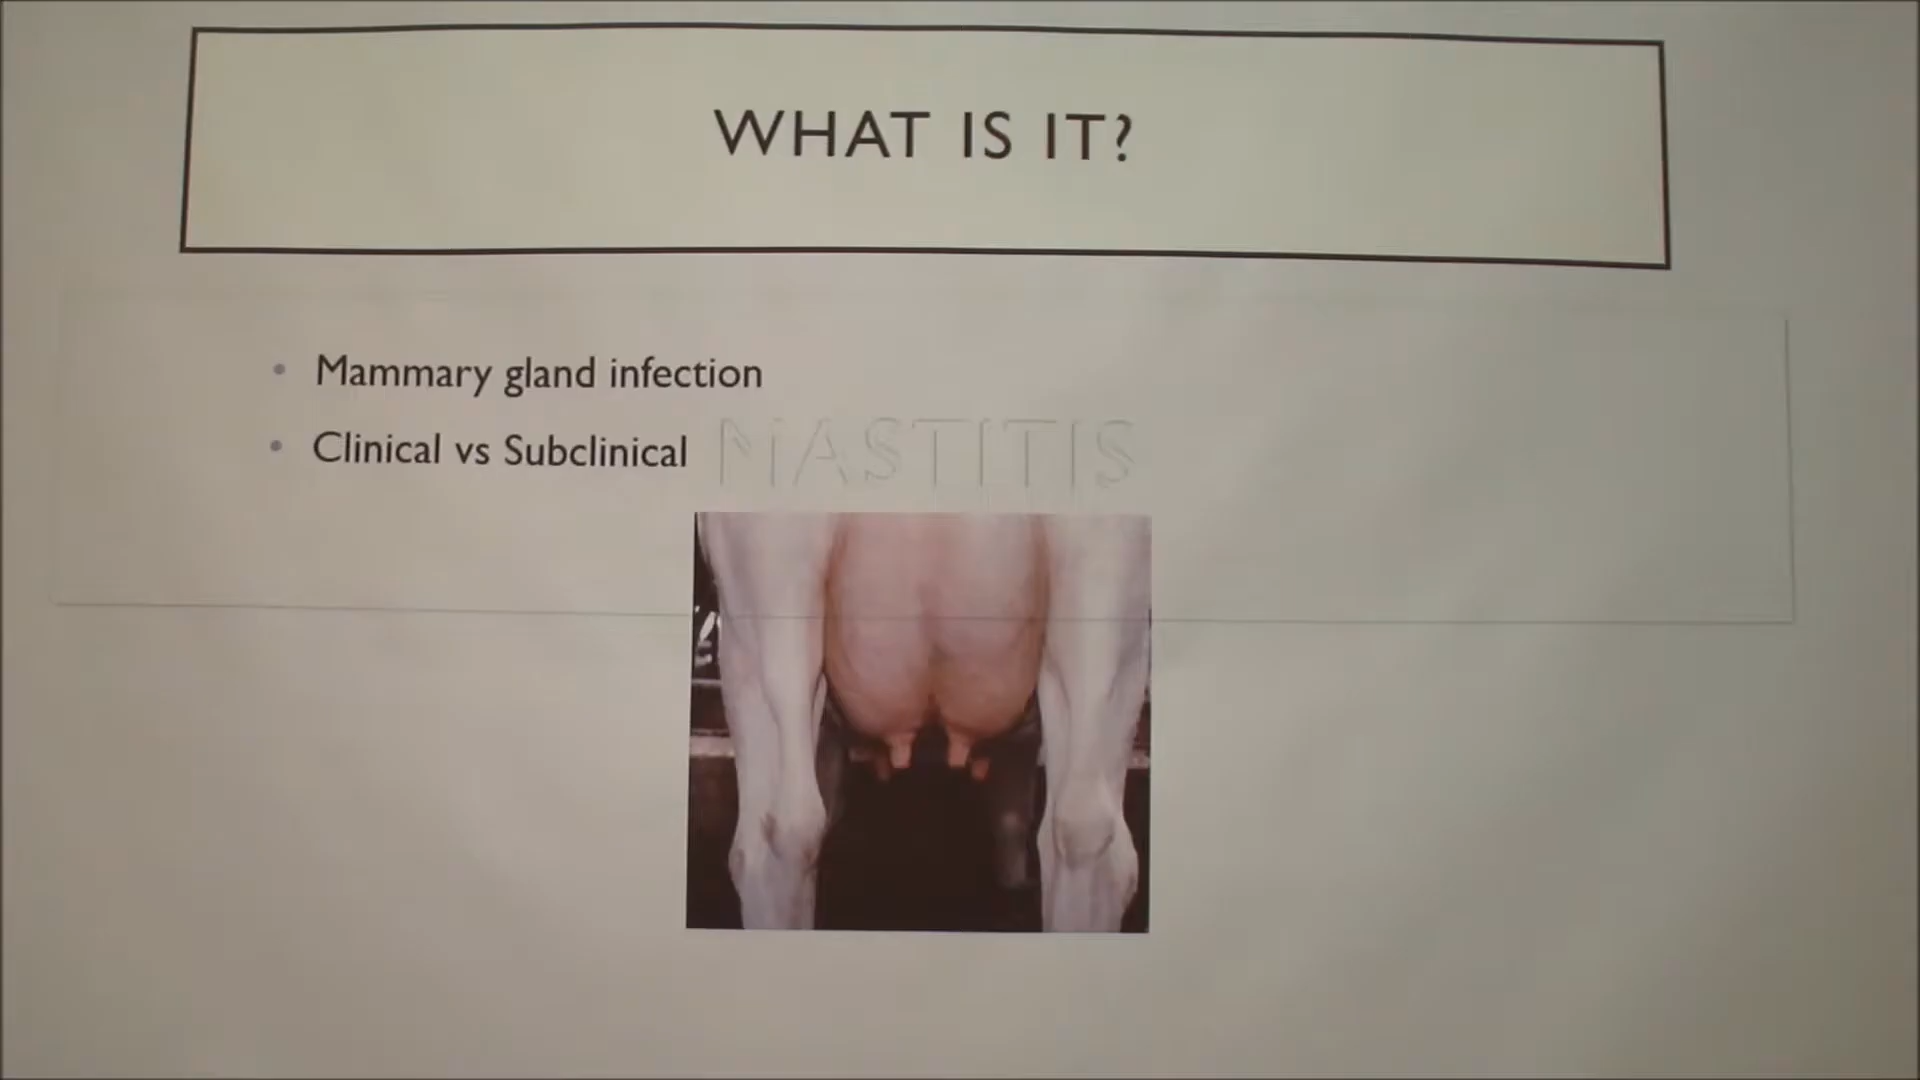 WHAT IS IT?
• Mammary gland infection
• Clinical vs Subclinical
MASTITIS